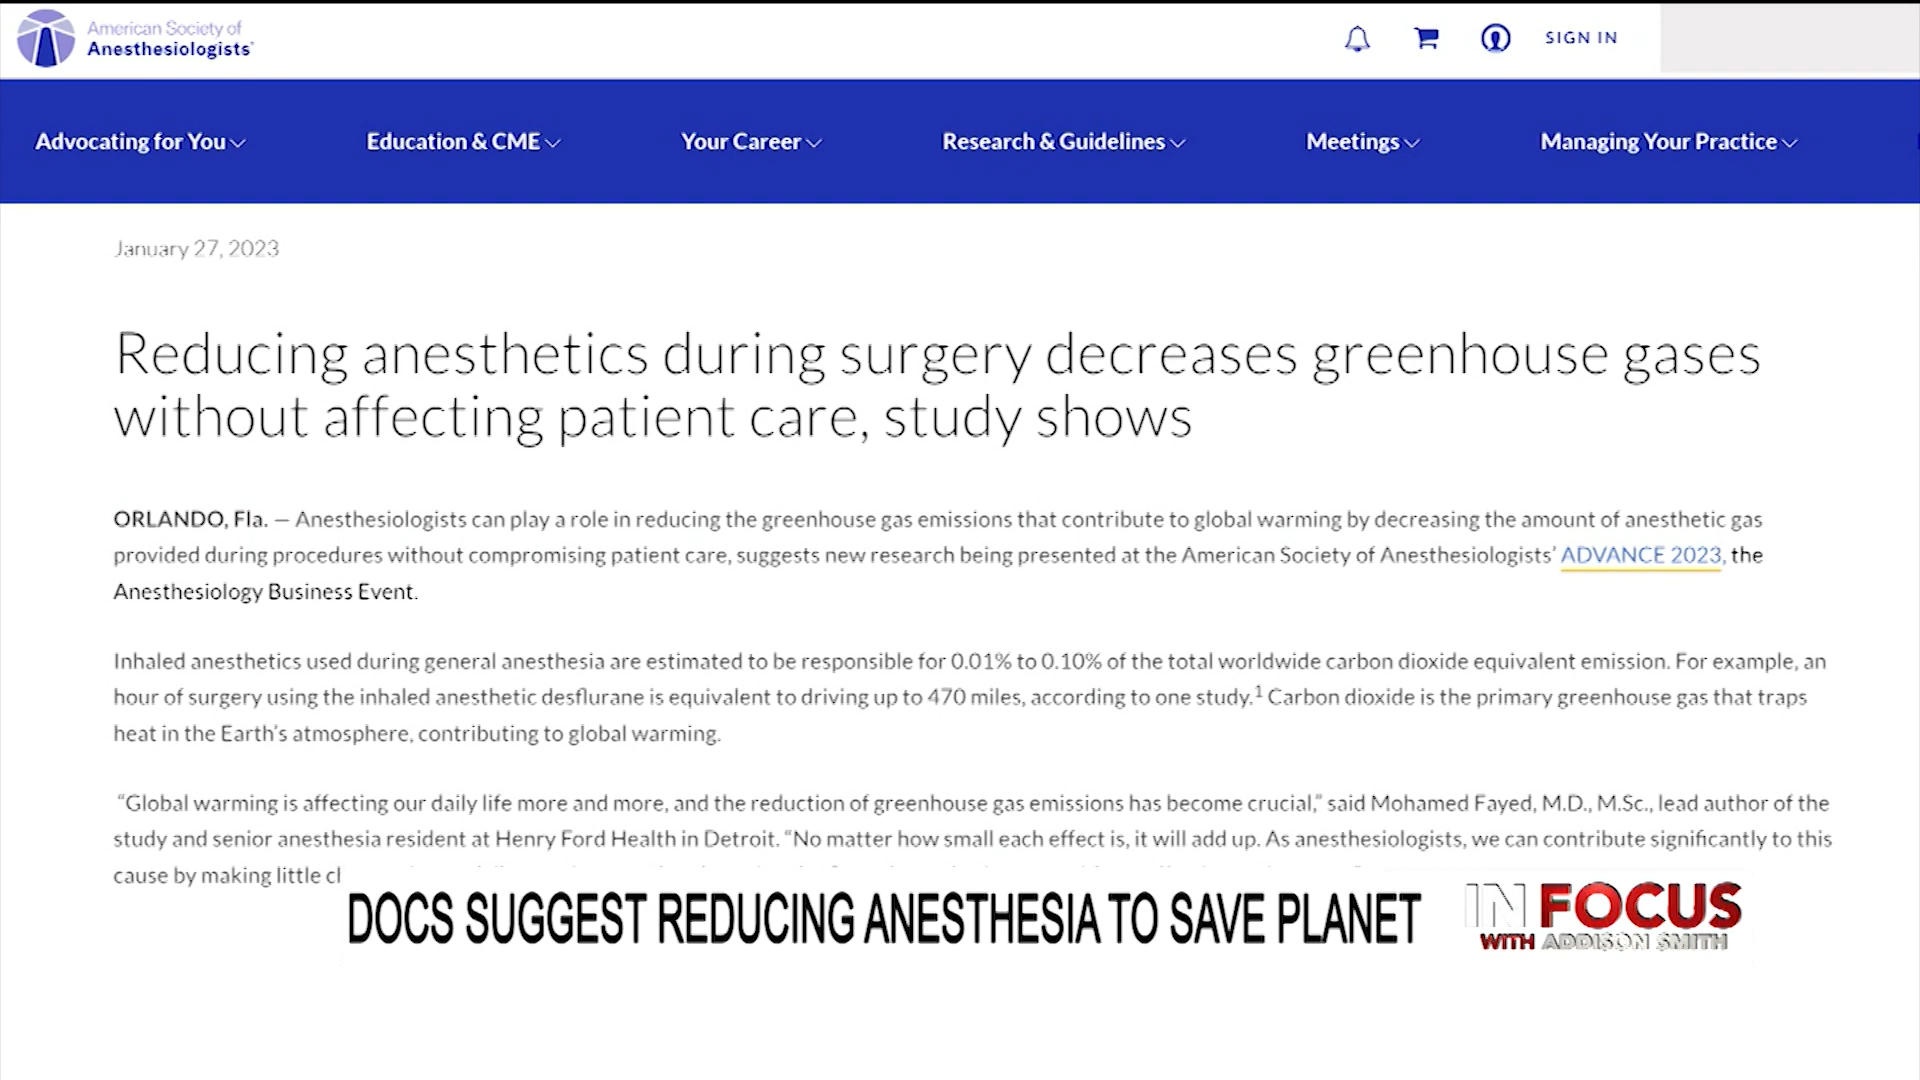 American Society of
Anesthesiologists
SIGN IN
Advocating for You
Education & CME
Your Career
Research & Guidelines
Meetings
Managing Your Practice
January 27, 2023
Reducing anesthetics during surgery decreases greenhouse gases
without affecting patient care, study shows
ORLANDO, Fla. — Anesthesiologists can play a role in reducing the greenhouse gas emissions that contribute to global warming by decreasing the amount of anesthetic gas
provided during procedures without compromising patient care, suggests new research being presented at the American Society of Anesthesiologists’ ADVANCE 2023, the
Anesthesiology Business Event.
Inhaled anesthetics used during general anesthesia are estimated to be responsible for 0.01% to 0.10% of the total worldwide carbon dioxide equivalent emission. For example, an
hour of surgery using the inhaled anesthetic desflurane is equivalent to driving up to 470 miles, according to one study.¹ Carbon dioxide is the primary greenhouse gas that traps
heat in the Earth’s atmosphere, contributing to global warming.
“Global warming is affecting our daily life more and more, and the reduction of greenhouse gas emissions has become crucial,” said Mohamed Fayed, M.D., M.Sc., lead author of the
study and senior anesthesia resident at Henry Ford Health in Detroit. “No matter how small each effect is, it will add up. As anesthesiologists, we can contribute significantly to this
cause by making little
DOCS SUGGEST REDUCING ANESTHESIA TO SAVE PLANET
IN FOCUS
WITH ADDISON SMITH